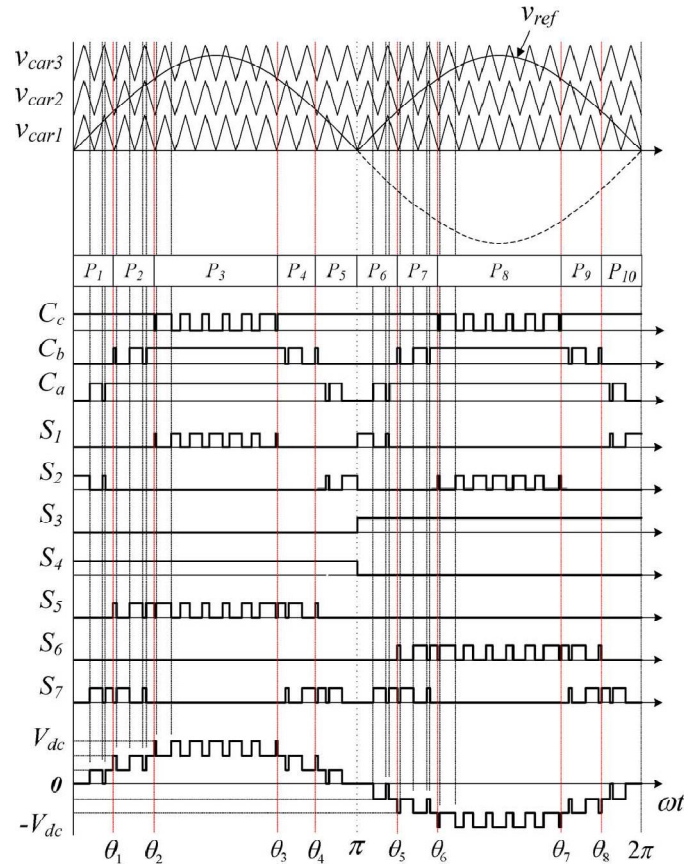 v_ref
v_car3
v_car2
v_car1
P_1 P_2 P_3 P_4 P_5 P_6 P_7 P_8 P_9 P_10
C_c
C_b
C_a
S_1
S_2
S_3
S_4
S_5
S_6
S_7
V_dc
0
-V_dc
ωt
θ_1 θ_2 θ_3 θ_4 π θ_5 θ_6 θ_7 θ_8 2π